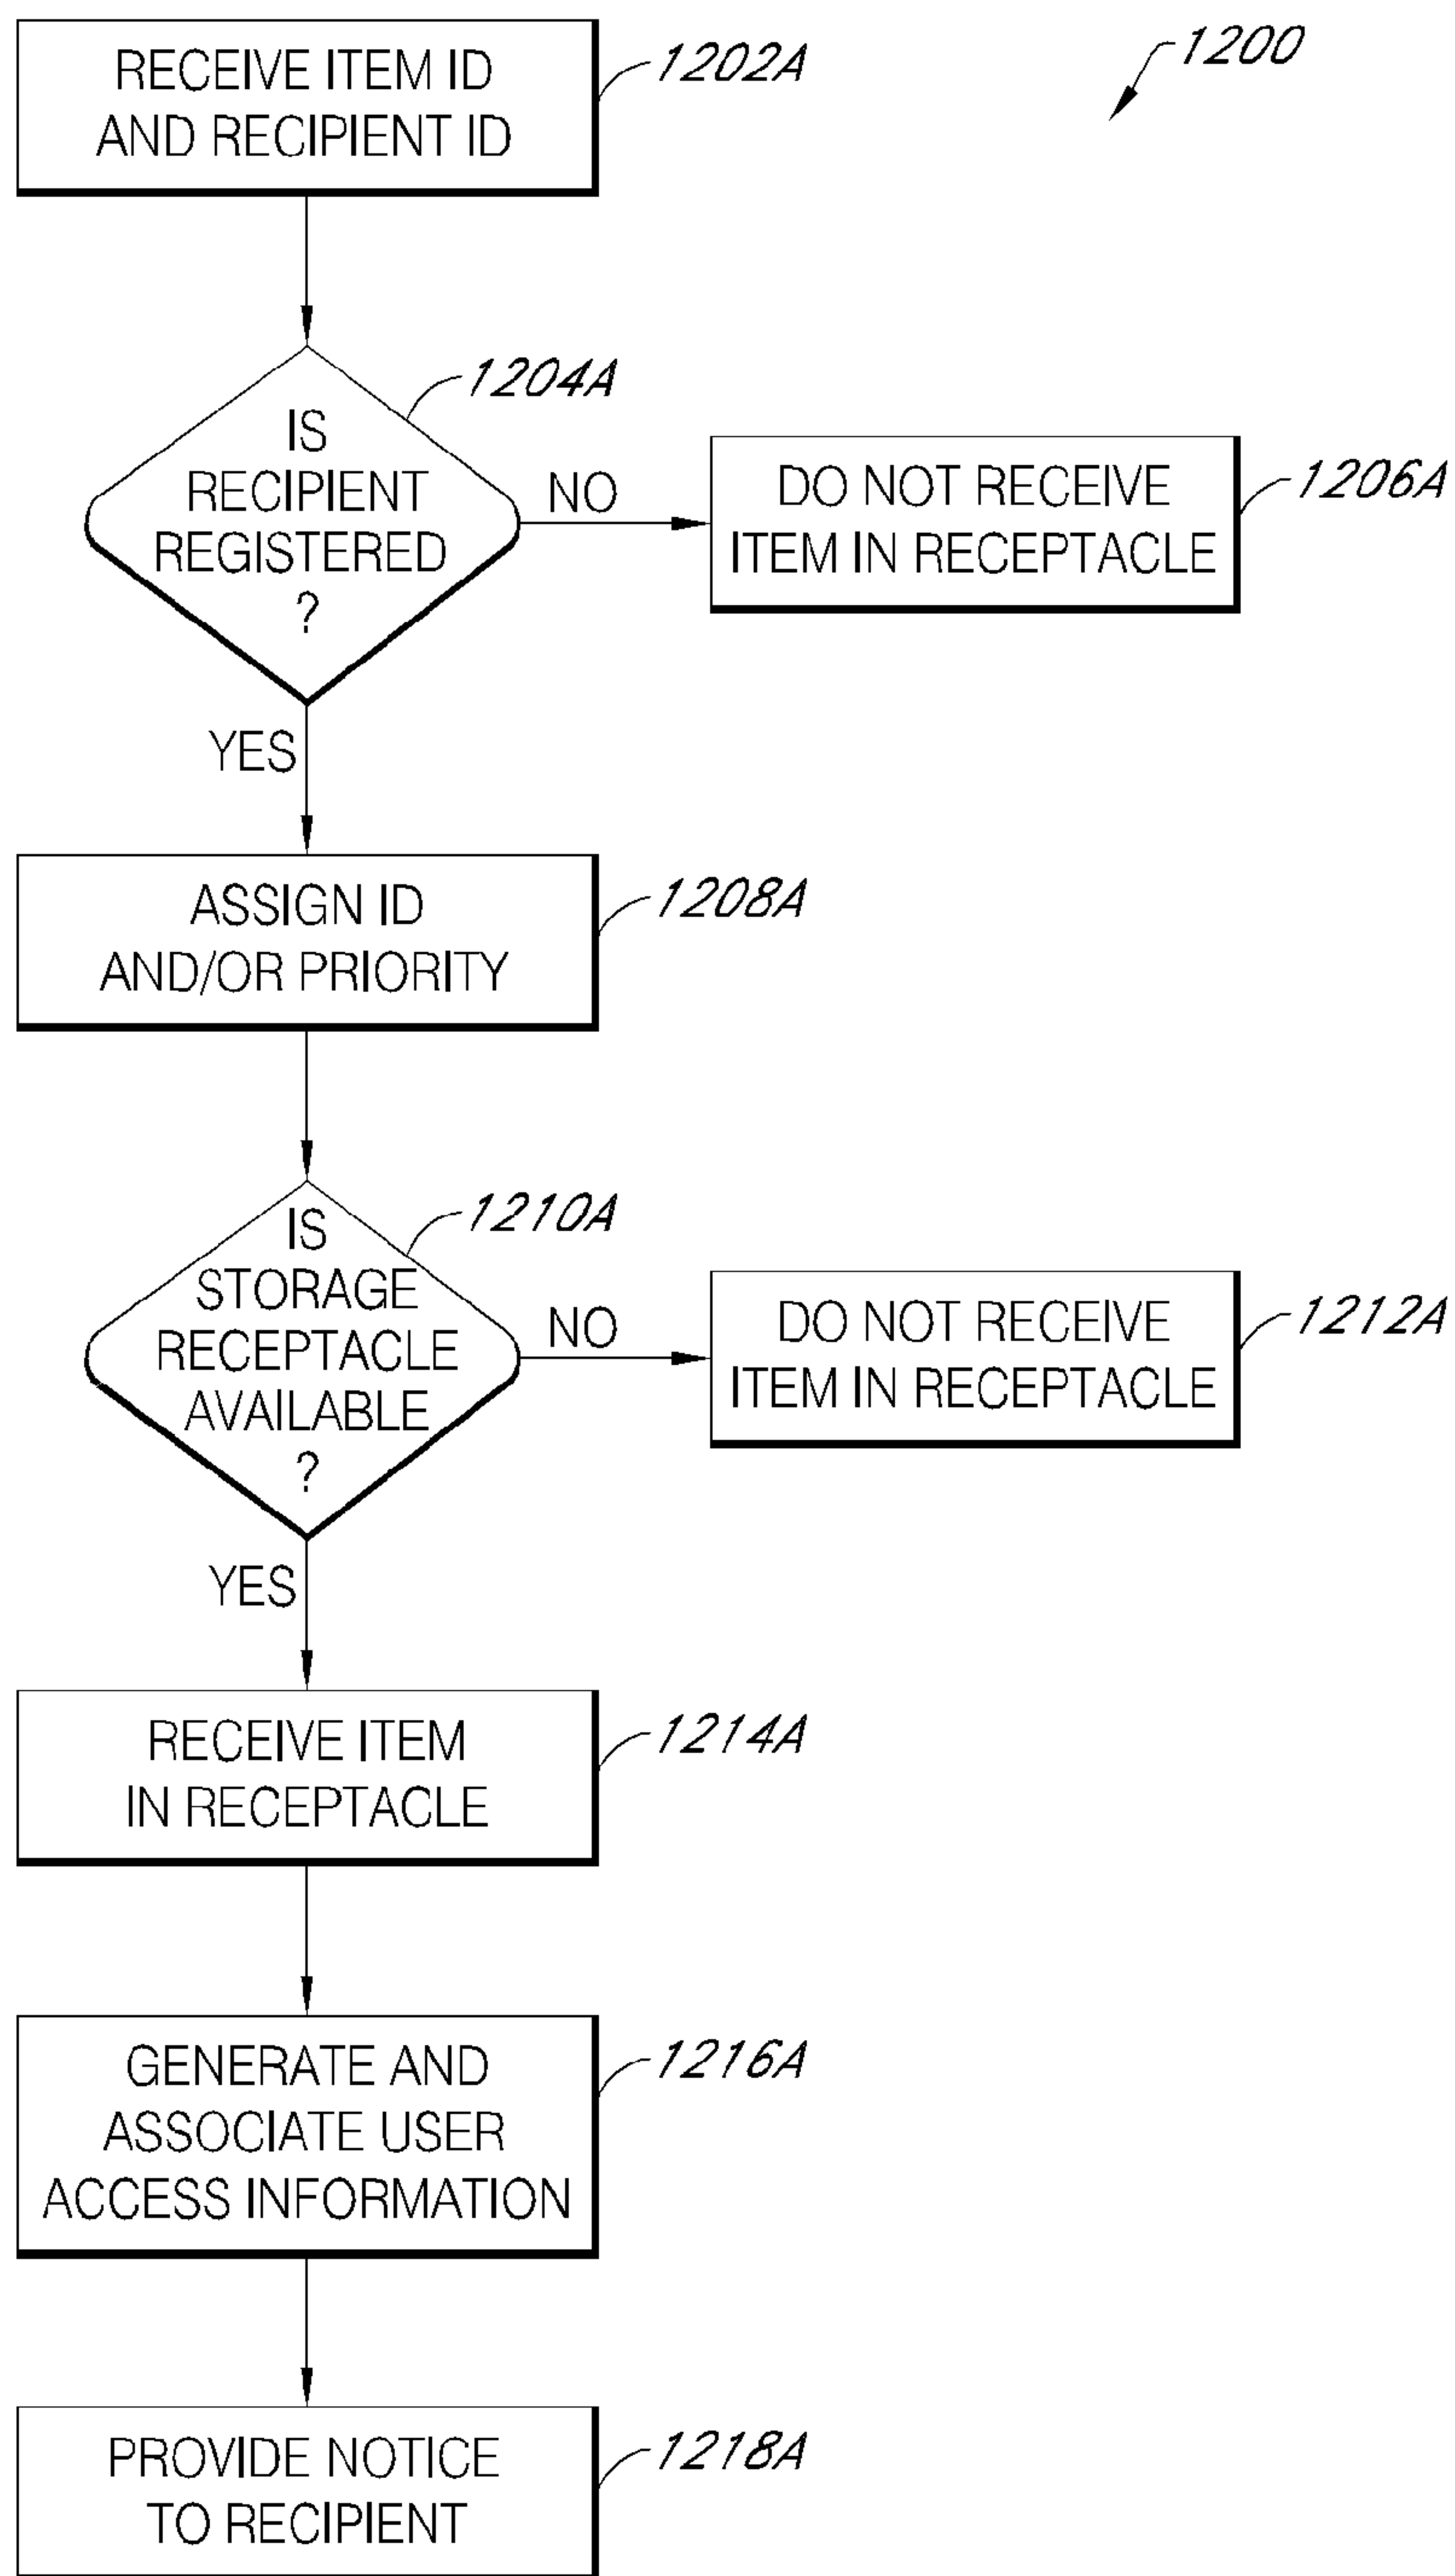 RECEIVE ITEM ID
AND RECIPIENT ID
1202A
1200
IS
RECIPIENT
REGISTERED
?
1204A
NO
DO NOT RECEIVE
ITEM IN RECEPTACLE
1206A
YES
ASSIGN ID
AND/OR PRIORITY
1208A
IS
STORAGE
RECEPTACLE
AVAILABLE
?
1210A
NO
DO NOT RECEIVE
ITEM IN RECEPTACLE
1212A
YES
RECEIVE ITEM
IN RECEPTACLE
1214A
GENERATE AND
ASSOCIATE USER
ACCESS INFORMATION
1216A
PROVIDE NOTICE
TO RECIPIENT
1218A